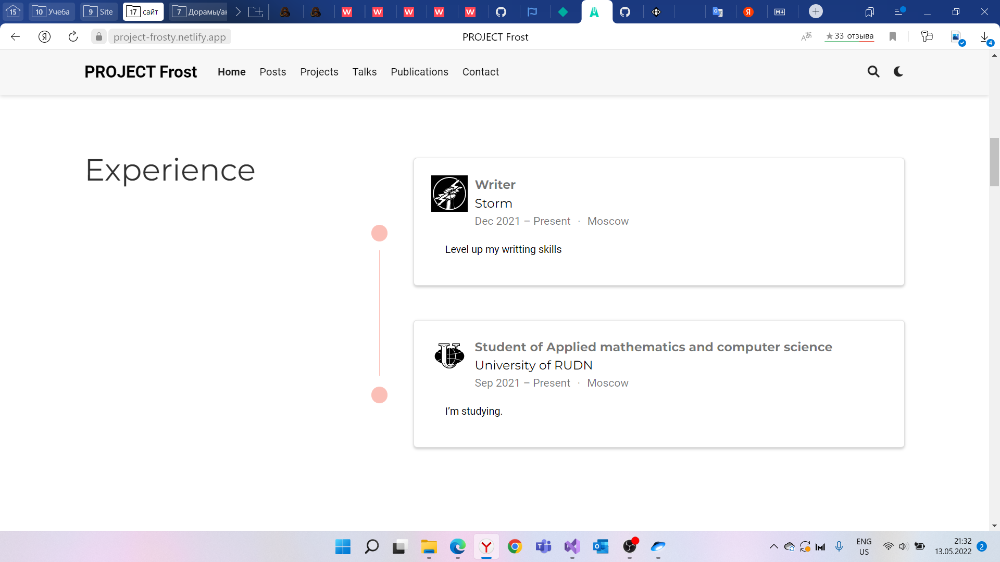 15 10 Учеба 9 Site 17 сайт 7 Дорамы/ан
project-frosty.netlify.app PROJECT Frost 33 отзыва 4
PROJECT Frost Home Posts Projects Talks Publications Contact
Experience
Writer
Storm
Dec 2021 – Present · Moscow
Level up my writting skills
Student of Applied mathematics and computer science
University of RUDN
Sep 2021 – Present · Moscow
I’m studying.
ENG
US
21:32
13.05.2022
2